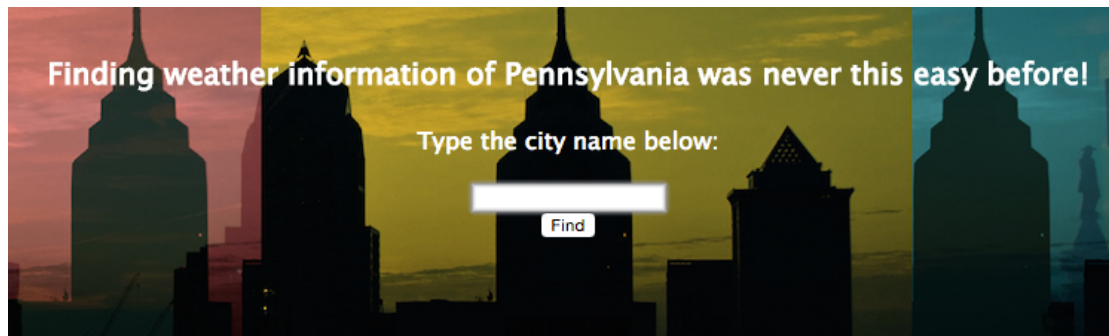 Finding weather information of Pennsylvania was never this easy before!
Type the city name below:
Find